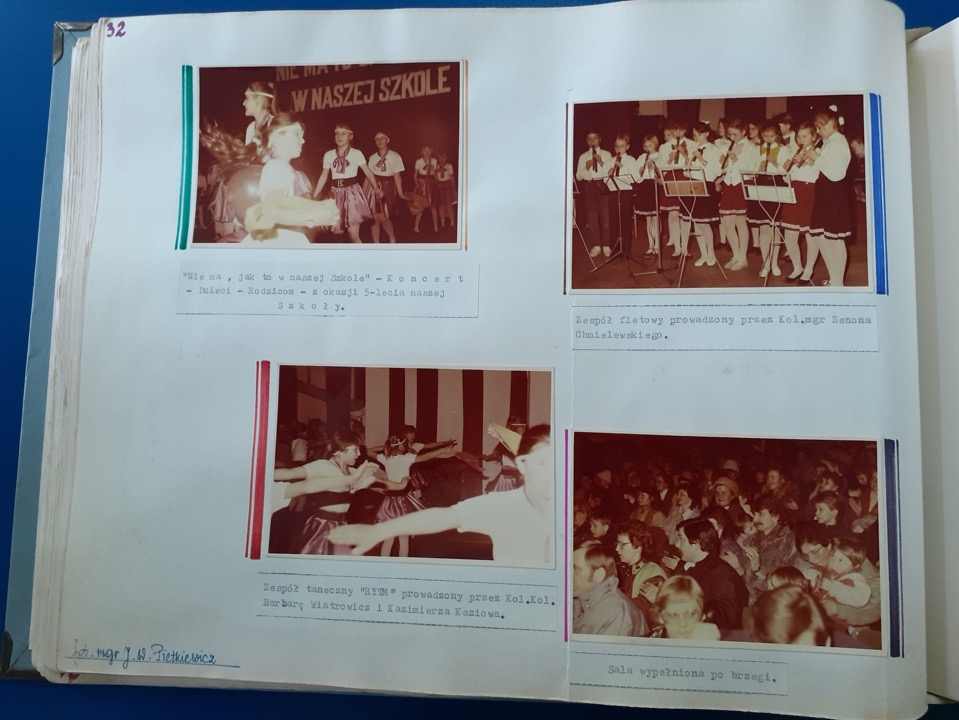 32
NIE MA
W NASZEJ SZKOLE
"Nie ma , jak to w naszej Szkole" - K o n c e r t
- Dzieci - Rodzicom - z okazji 5-lecia naszej
S z k o ł y.
Zespół fletowy prowadzony przez Kol.mgr Zenona
Chmielewskiego.
Zespół taneczny "RYTM" prowadzony przez Kol.Kol.
Barbarę Wiatrowicz i Kazimierza Kaziowa.
Sala wypełniona po brzegi.
fot. mgr J. W. Pietkiewicz